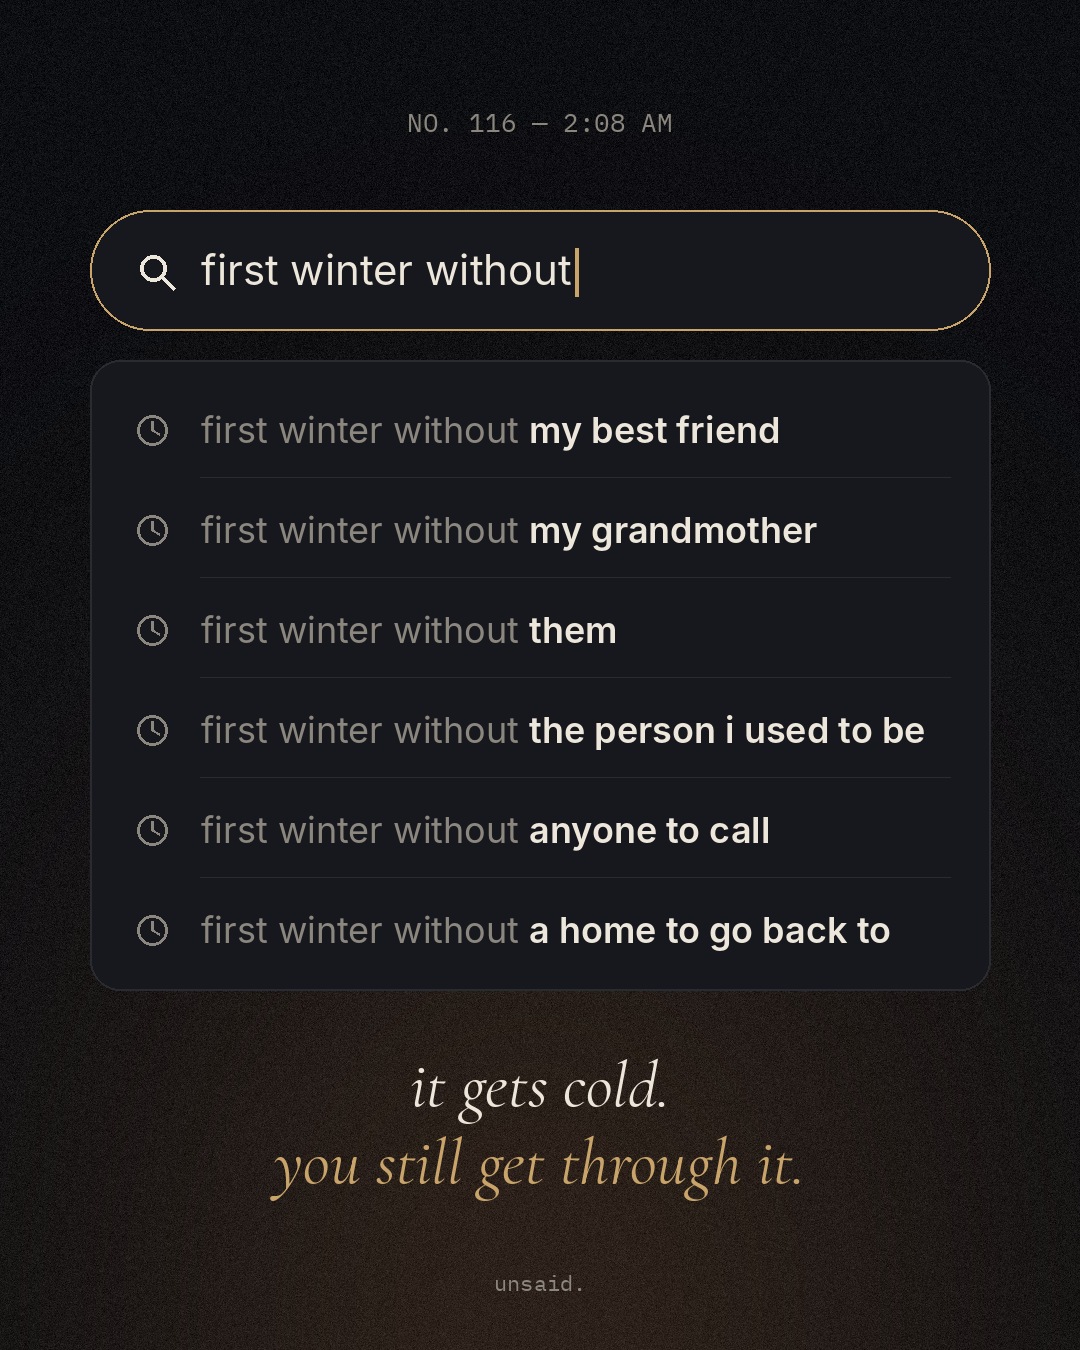 NO. 116 — 2:08 AM
first winter without
first winter without my best friend
first winter without my grandmother
first winter without them
first winter without the person i used to be
first winter without anyone to call
first winter without a home to go back to
it gets cold.
you still get through it.
unsaid.